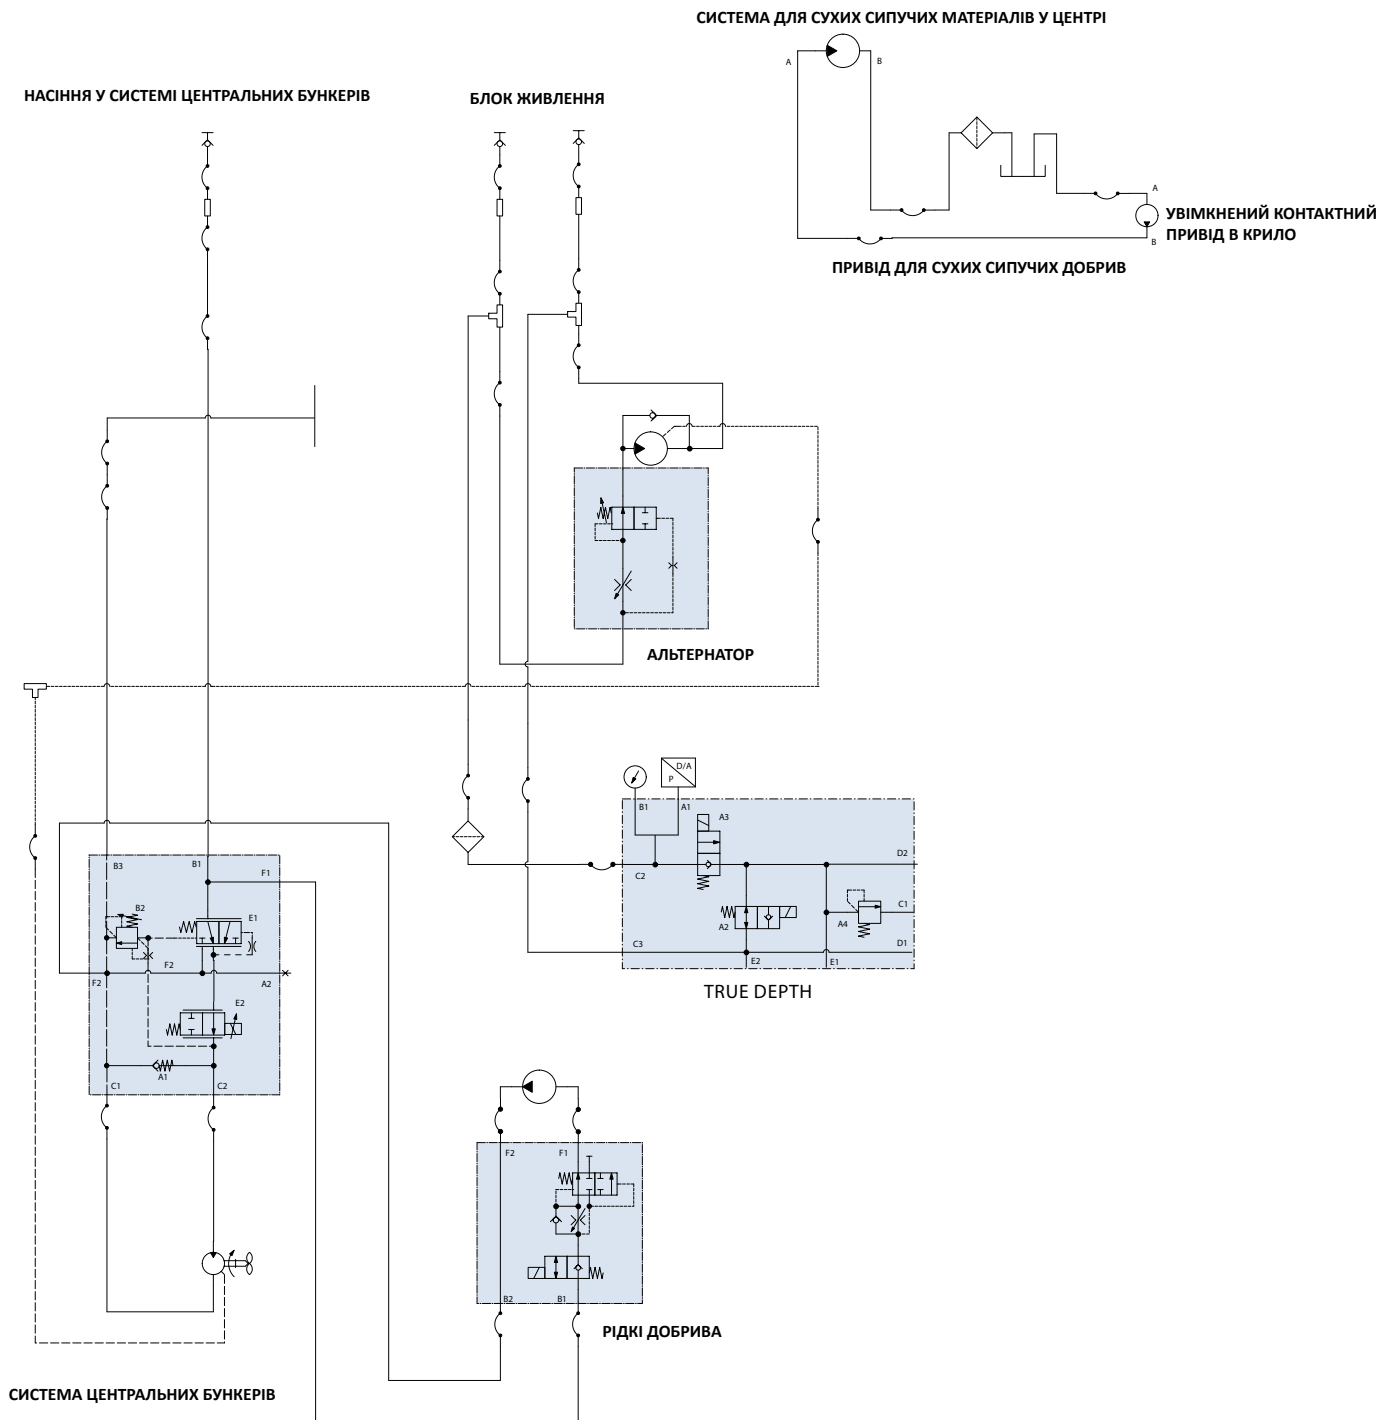 СИСТЕМА ДЛЯ СУХИХ СИПУЧИХ МАТЕРІАЛІВ У ЦЕНТРІ
A
B
НАСІННЯ У СИСТЕМІ ЦЕНТРАЛЬНИХ БУНКЕРІВ
БЛОК ЖИВЛЕННЯ
A
УВІМКНЕНИЙ КОНТАКТНИЙ
ПРИВІД В КРИЛО
B
ПРИВІД ДЛЯ СУХИХ СИПУЧИХ ДОБРИВ
АЛЬТЕРНАТОР
D/A
P
B1
A1
A3
D2
C2
C1
A2
A4
C3
D1
E2
E1
TRUE DEPTH
B3
B1
F1
B2
E1
F2
F2
A2
E2
A1
C1
C2
F2
F1
B2
B1
РІДКІ ДОБРИВА
СИСТЕМА ЦЕНТРАЛЬНИХ БУНКЕРІВ